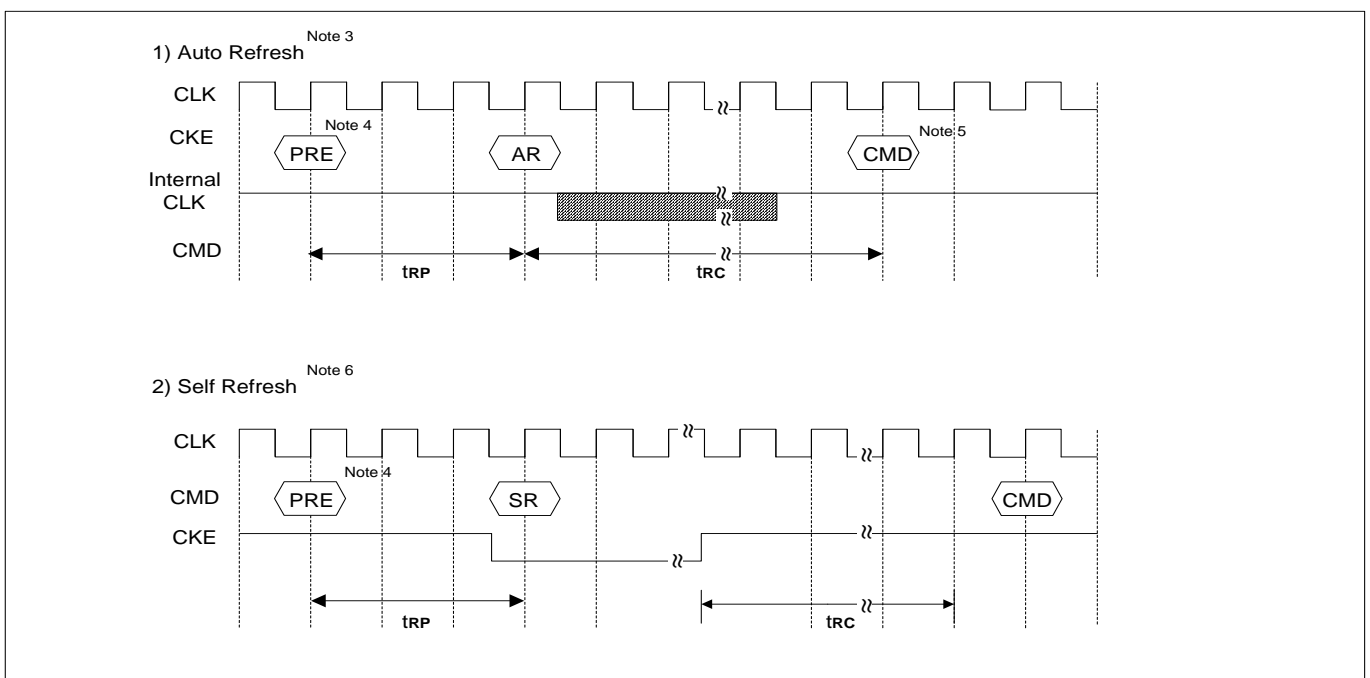 1) Auto Refresh Note 3
CLK
CKE
Note 4
Note 5
PRE
AR
CMD
Internal
CLK
CMD
tRP
tRC
2) Self Refresh Note 6
CLK
Note 4
CMD
PRE
SR
CMD
CKE
tRP
tRC